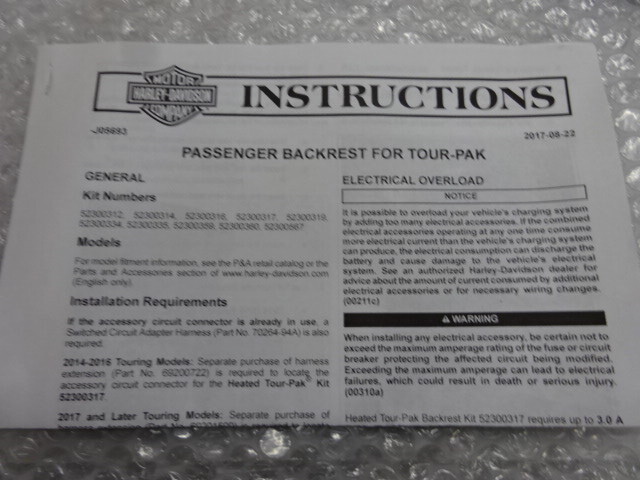 MOTOR
HARLEY-DAVIDSON
COMPANY
INSTRUCTIONS
-J05693
2017-08-22
PASSENGER BACKREST FOR TOUR-PAK
GENERAL
Kit Numbers
52300312, 52300314, 52300316, 52300317, 52300318,
52300334, 52300335, 52300359, 52300360, 52300567
Models
For model fitment information, see the P&A retail catalog or the
Parts and Accessories section of www.harley-davidson.com
(English only).
Installation Requirements
If the accessory circuit connector is already in use, a
Switched Circuit Adapter Harness (Part No. 70264-94A) is also
required.
2014-2016 Touring Models: Separate purchase of harness
extension (Part No. 69200722) is required to locate the
accessory circuit connector for the Heated Tour-Pak® Kit
52300317.
2017 and Later Touring Models: Separate purchase of
ELECTRICAL OVERLOAD
NOTICE
It is possible to overload your vehicle's charging system
by adding too many electrical accessories. If the combined
electrical accessories operating at any one time consume
more electrical current than the vehicle's charging system
can produce, the electrical consumption can discharge the
battery and cause damage to the vehicle's electrical
system. See an authorized Harley-Davidson dealer for
advice about the amount of current consumed by additional
electrical accessories or for necessary wiring changes.
(00211c)
⚠ WARNING
When installing any electrical accessory, be certain not to
exceed the maximum amperage rating of the fuse or circuit
breaker protecting the affected circuit being modified.
Exceeding the maximum amperage can lead to electrical
failures, which could result in death or serious injury.
(00310a)
Heated Tour-Pak Backrest Kit 52300317 requires up to 3.0 A